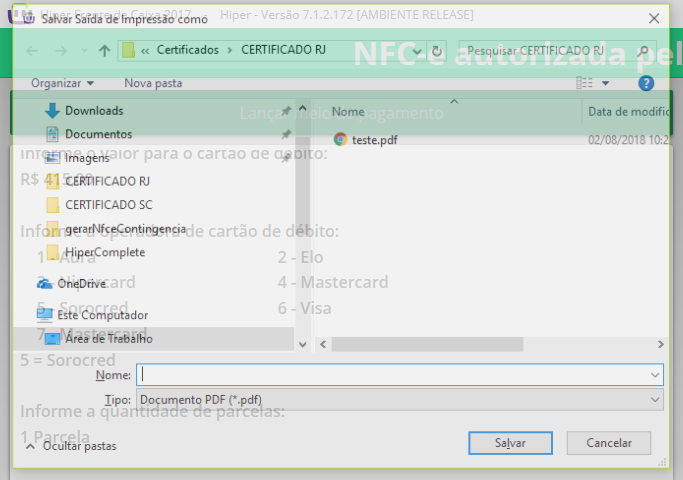 Hiper Frente de Caixa 2017 Hiper - Versão 7.1.2.172 [AMBIENTE RELEASE]
Salvar Saída de Impressão como
NFC-e autorizada pel
« Certificados › CERTIFICADO RJ
Pesquisar CERTIFICADO RJ
Organizar
Nova pasta
Lançar meio de pagamento
Downloads
Documentos
Imagens
CERTIFICADO RJ
CERTIFICADO SC
gerarNfceContingencia
HiperComplete
OneDrive
Este Computador
Área de Trabalho
Nome
Data de modific
teste.pdf
02/08/2018 10:2
Informe o valor para o cartão de débito:
R$ 415,00
Informe a operadora de cartão de débito:
1 - Aura
2 - Elo
3 - Hipercard
4 - Mastercard
5 - Sorocred
6 - Visa
7 - Mastercard
5 = Sorocred
Nome:
Tipo: Documento PDF (*.pdf)
Informe a quantidade de parcelas:
1 Parcela
Ocultar pastas
Salvar
Cancelar